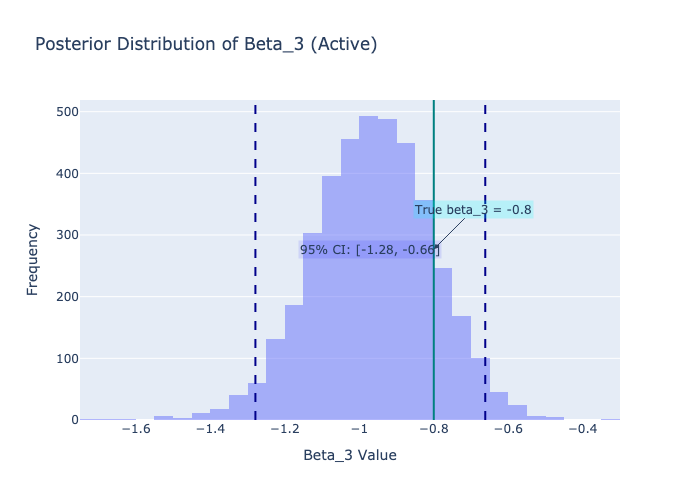 Posterior Distribution of Beta_3 (Active)
500
400
300
200
100
0
Frequency
True beta_3 = -0.8
95% CI: [-1.28, -0.66]
−1.6
−1.4
−1.2
−1
−0.8
−0.6
−0.4
Beta_3 Value